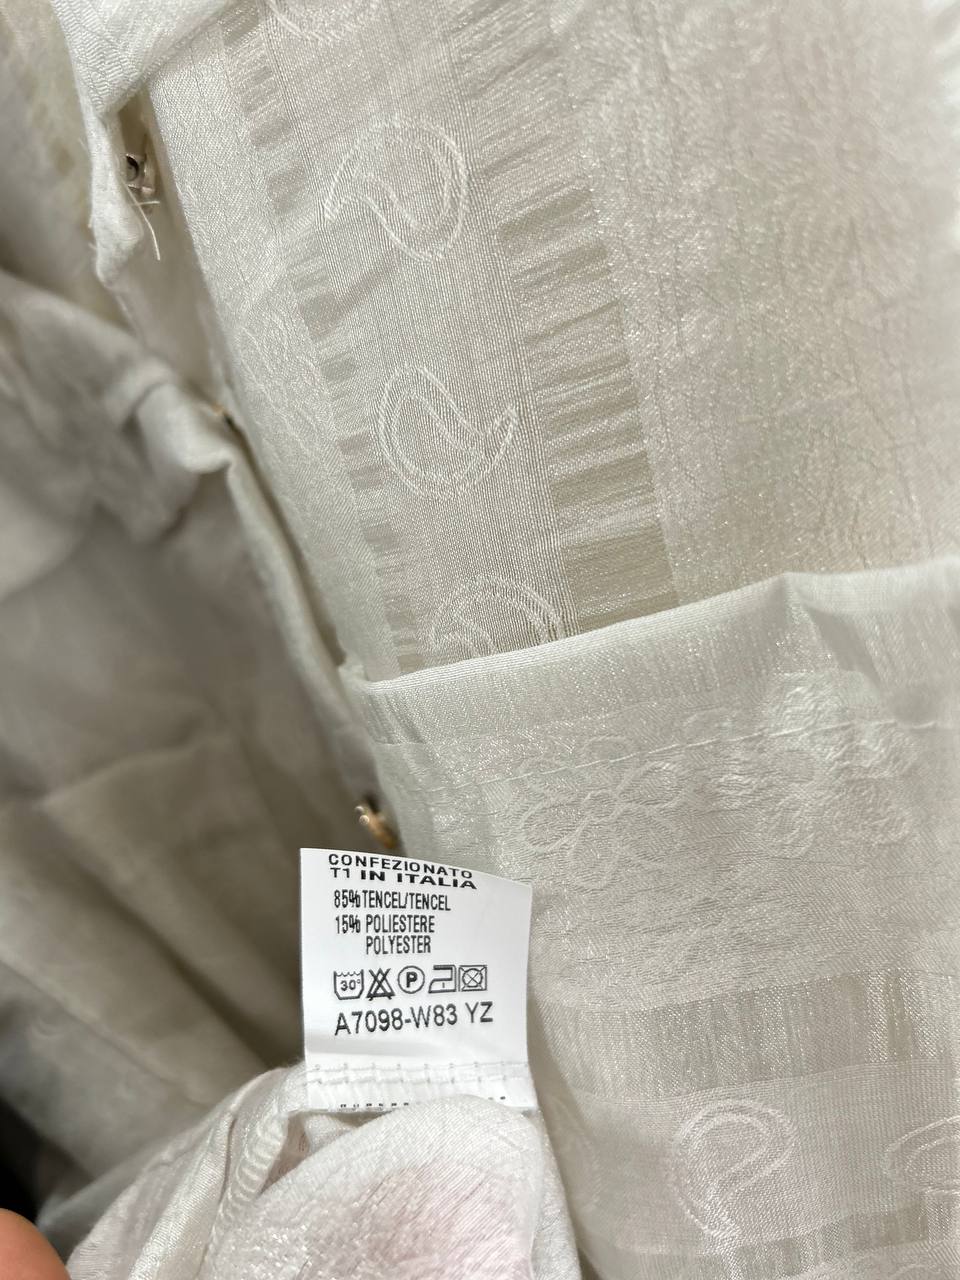 CONFEZIONATO
T1 IN ITALIA
85% TENCEL/TENCEL
15% POLIESTERE
POLYESTER
30° P
A7098-W83 YZ